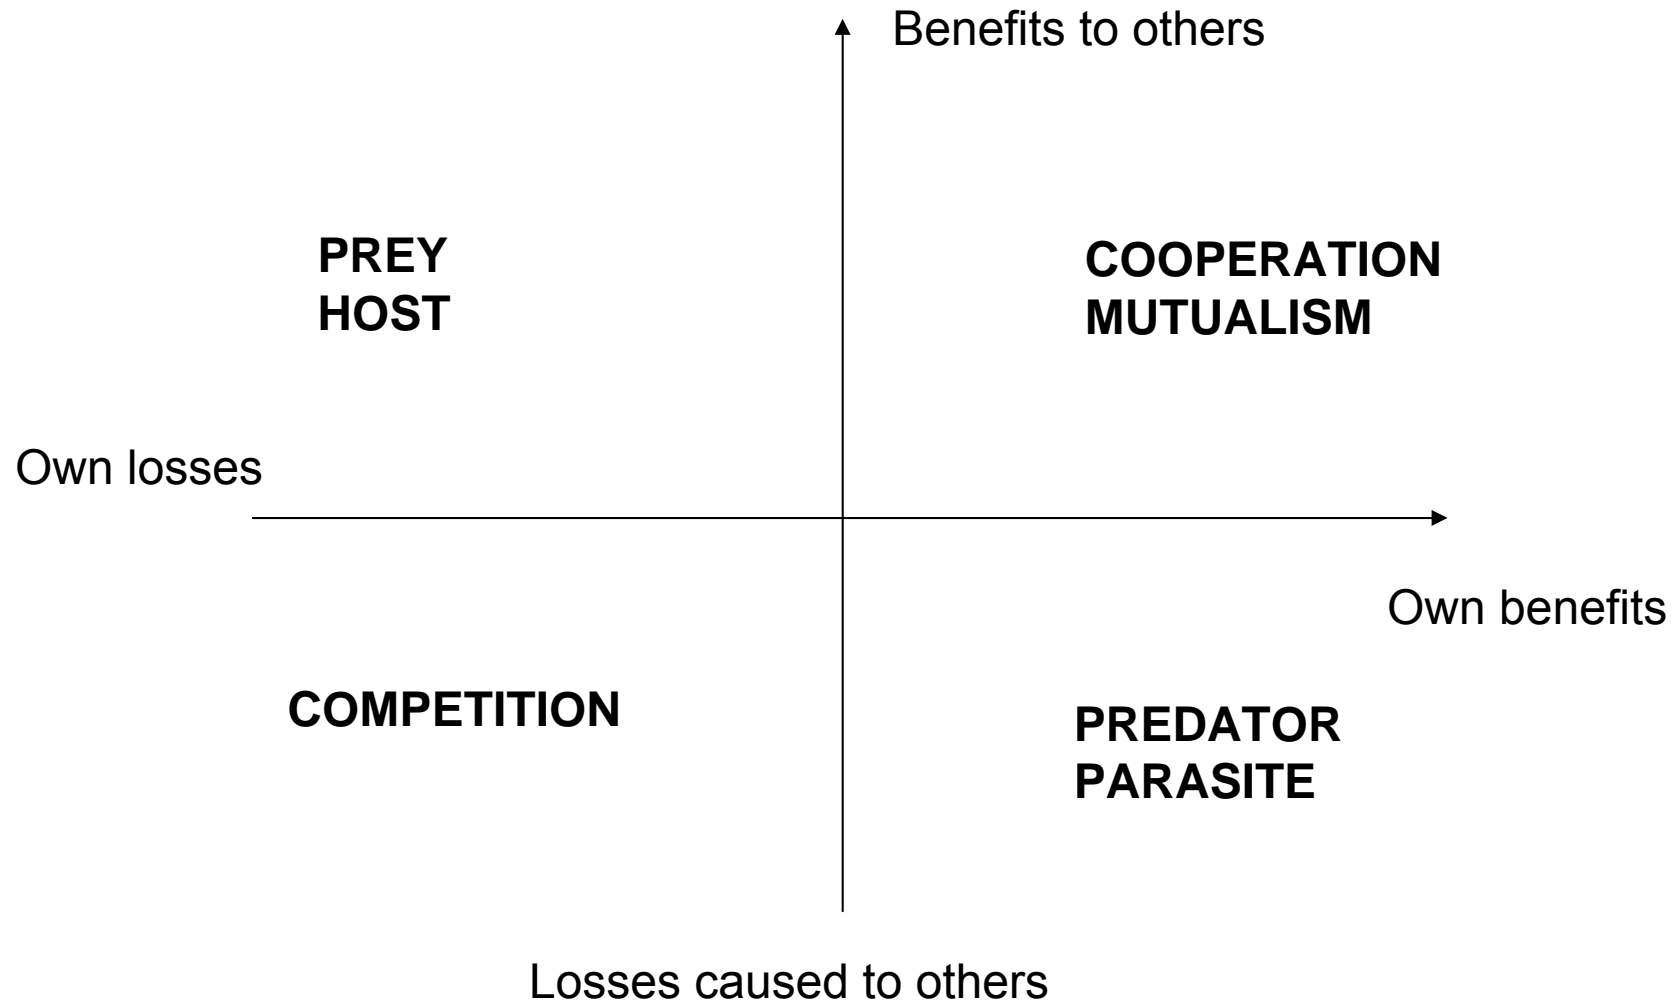 Benefits to others
PREY
HOST
COOPERATION
MUTUALISM
Own losses
Own benefits
COMPETITION
PREDATOR
PARASITE
Losses caused to others